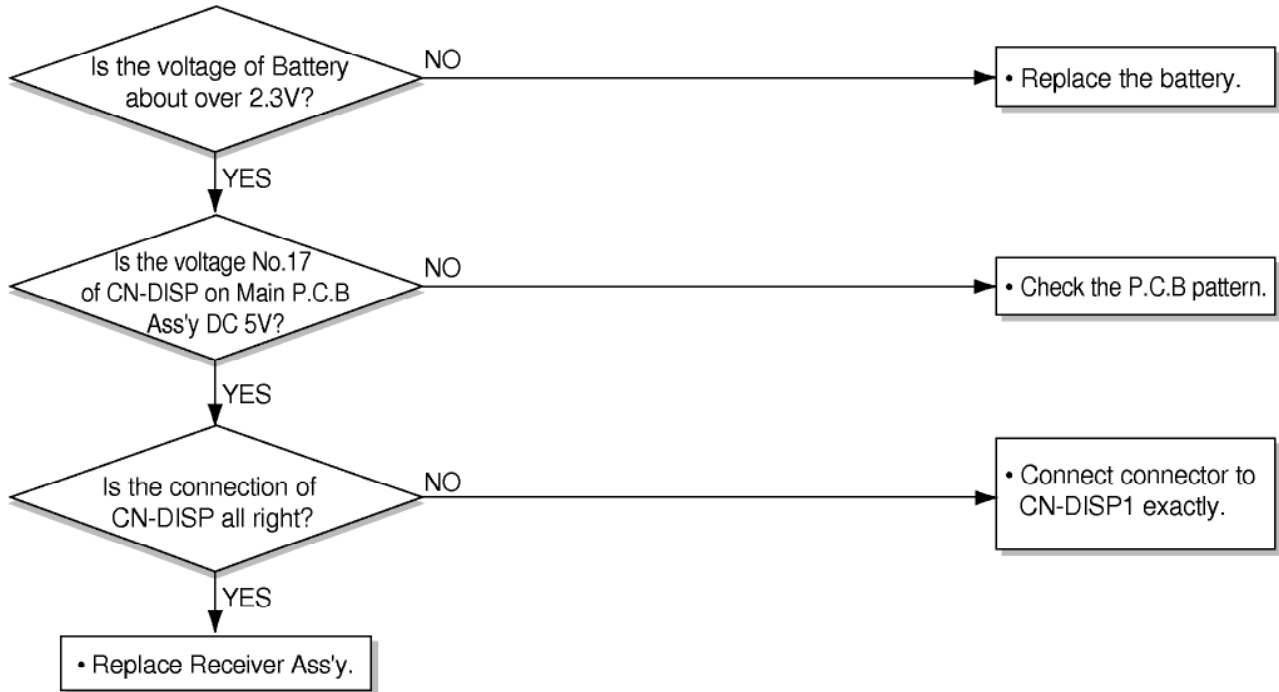 Is the voltage of Battery
about over 2.3V?
NO
• Replace the battery.
YES
Is the voltage No.17
of CN-DISP on Main P.C.B
Ass'y DC 5V?
NO
• Check the P.C.B pattern.
YES
Is the connection of
CN-DISP all right?
NO
• Connect connector to
CN-DISP1 exactly.
YES
• Replace Receiver Ass'y.